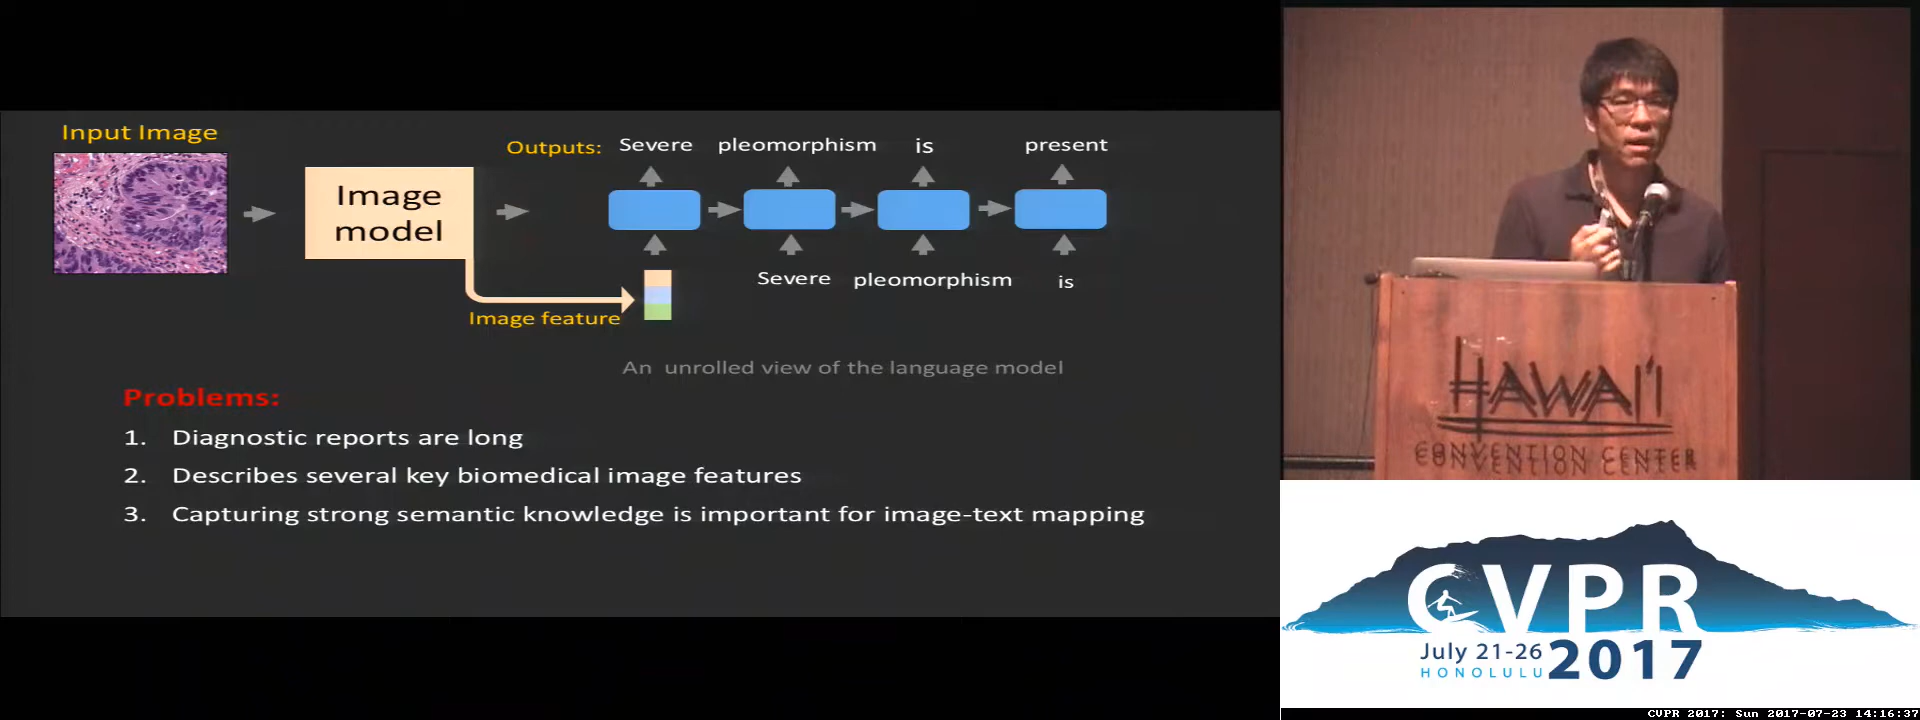 Input Image
Image
model
Outputs: Severe pleomorphism is present
Severe pleomorphism is
Image feature
An unrolled view of the language model
Problems:
1. Diagnostic reports are long
2. Describes several key biomedical image features
3. Capturing strong semantic knowledge is important for image-text mapping
HAWAI'I
CONVENTION CENTER
CVPR
July 21-26
HONOLULU
2017
CVPR 2017: Sun 2017-07-23 14:16:37